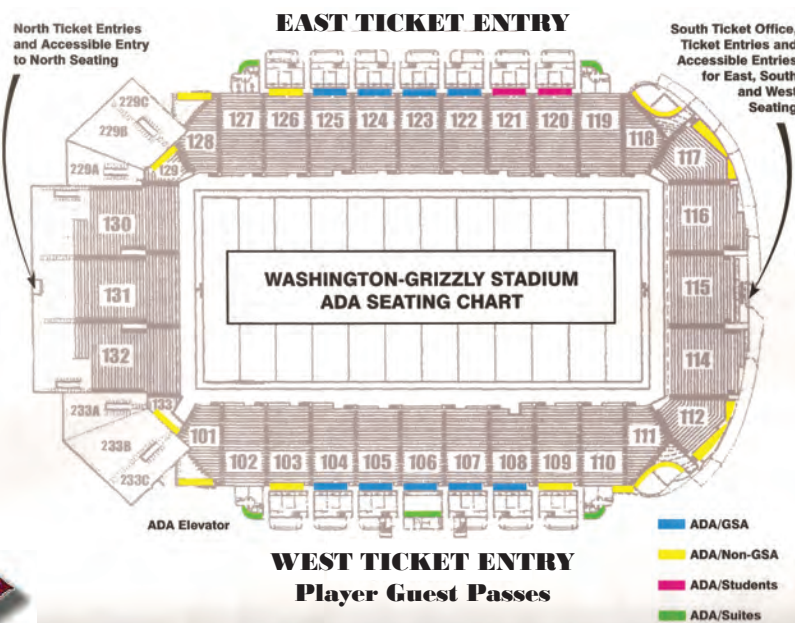 EAST TICKET ENTRY
North Ticket Entries
and Accessible Entry
to North Seating
South Ticket Office,
Ticket Entries and
Accessible Entries
for East, South
and West
Seating
229C
229B
229A
128
127
126
125
124
123
122
121
120
119
118
117
129
130
131
132
116
115
114
WASHINGTON-GRIZZLY STADIUM
ADA SEATING CHART
233A
233B
233C
133
101
102
103
104
105
106
107
108
109
110
111
112
ADA Elevator
WEST TICKET ENTRY
Player Guest Passes
ADA/GSA
ADA/Non-GSA
ADA/Students
ADA/Suites